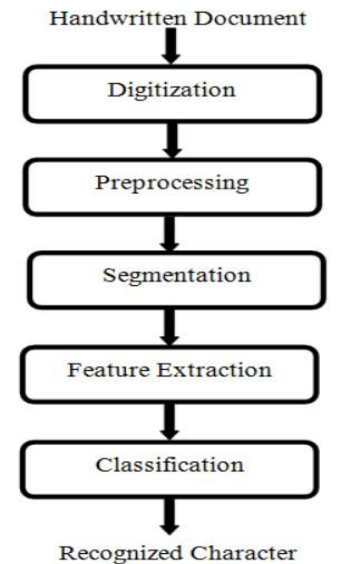 Handwritten Document
Digitization
Preprocessing
Segmentation
Feature Extraction
Classification
Recognized Character